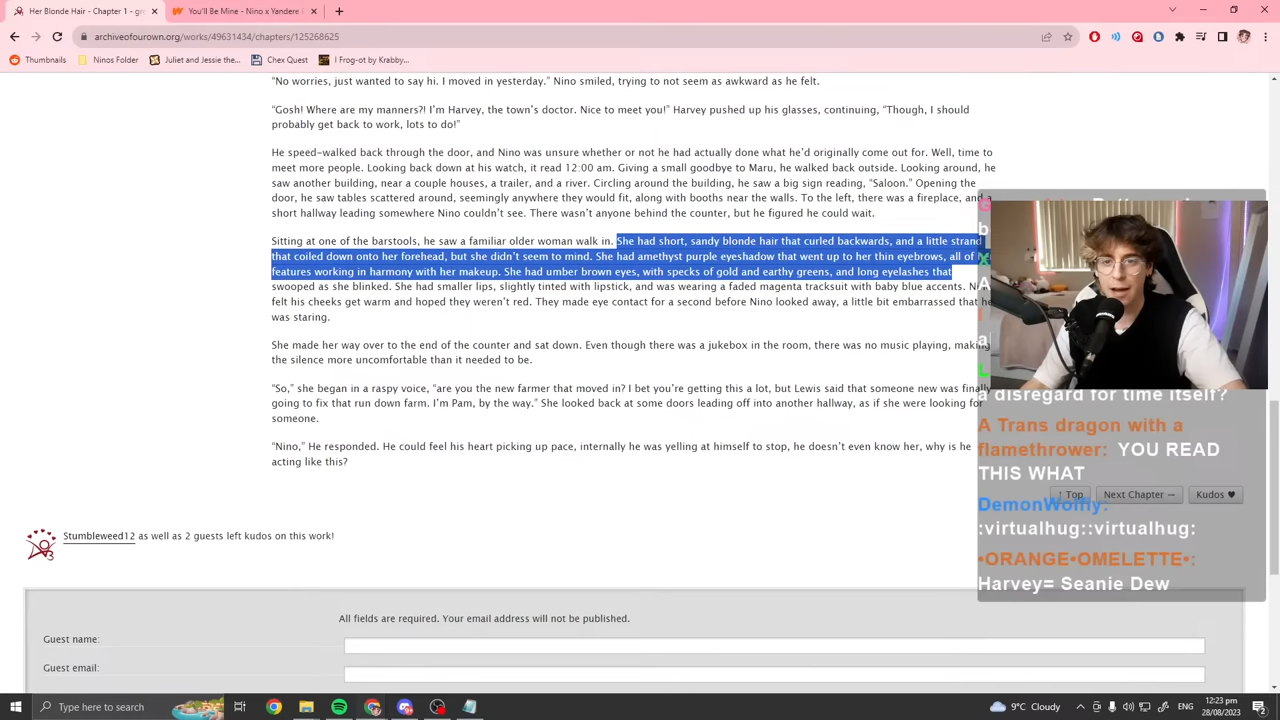 Her Blonde Hair - Chapter 1 - gr
You'll Be Mine - Nino x Yandere
archiveofourown.org/works/49631434/chapters/125268625
Thumbnails
Ninos Folder
Juliet and Jessie the...
Chex Quest
I Frog-ot by Krabby...
“No worries, just wanted to say hi. I moved in yesterday.” Nino smiled, trying to not seem as awkward as he felt.
“Gosh! Where are my manners?! I’m Harvey, the town’s doctor. Nice to meet you!” Harvey pushed up his glasses, continuing, “Though, I should
probably get back to work, lots to do!”
He speed-walked back through the door, and Nino was unsure whether or not he had actually done what he’d originally come out for. Well, time to
meet more people. Looking back down at his watch, it read 12:00 am. Giving a small goodbye to Maru, he walked back outside. Looking around, he
saw another building, near a couple houses, a trailer, and a river. Circling around the building, he saw a big sign reading, “Saloon.” Opening the
door, he saw tables scattered around, seemingly anywhere they would fit, along with booths near the walls. To the left, there was a fireplace, and a
short hallway leading somewhere Nino couldn’t see. There wasn’t anyone behind the counter, but he figured he could wait.
Sitting at one of the barstools, he saw a familiar older woman walk in. She had short, sandy blonde hair that curled backwards, and a little strand
that coiled down onto her forehead, but she didn’t seem to mind. She had amethyst purple eyeshadow that went up to her thin eyebrows, all of
features working in harmony with her makeup. She had umber brown eyes, with specks of gold and earthy greens, and long eyelashes that
swooped as she blinked. She had smaller lips, slightly tinted with lipstick, and was wearing a faded magenta tracksuit with baby blue accents.
felt his cheeks get warm and hoped they weren’t red. They made eye contact for a second before Nino looked away, a little bit embarrassed that he
was staring.
She made her way over to the end of the counter and sat down. Even though there was a jukebox in the room, there was no music playing, making
the silence more uncomfortable than it needed to be.
“So,” she began in a raspy voice, “are you the new farmer that moved in? I bet you’re getting this a lot, but Lewis said that someone new was finally
going to fix that run down farm. I’m Pam, by the way.” She looked back at some doors leading off into another hallway, as if she were looking for
someone.
“Nino,” He responded. He could feel his heart picking up pace, internally he was yelling at himself to stop, he doesn’t even know her, why is he
acting like this?
a disregard for time itself?
A Trans dragon with a
flamethrower: YOU READ
THIS WHAT
DemonWolfiy:
:virtualhug::virtualhug:
•ORANGE•OMELETTE•:
Harvey= Seanie Dew
↑ Top
Next Chapter →
Kudos ♥
Stumbleweed12 as well as 2 guests left kudos on this work!
All fields are required. Your email address will not be published.
Guest name:
Guest email:
Type here to search
9°C Cloudy
12:23 pm
28/08/2023